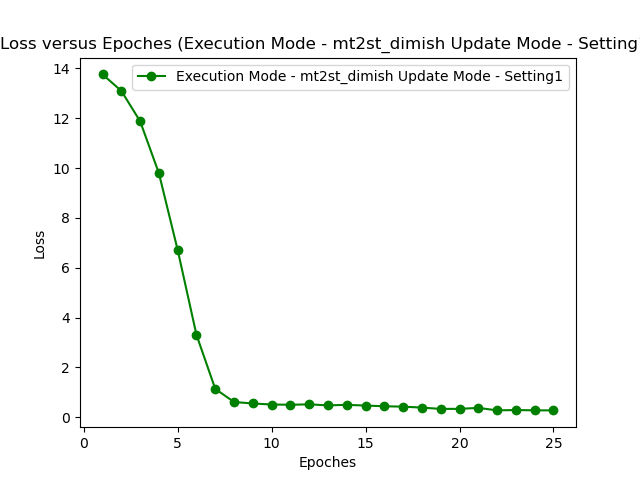 Loss versus Epoches (Execution Mode - mt2st_dimish Update Mode - Setting
Execution Mode - mt2st_dimish Update Mode - Setting1
14
12
10
8
6
4
2
0
Loss
0 5 10 15 20 25
Epoches